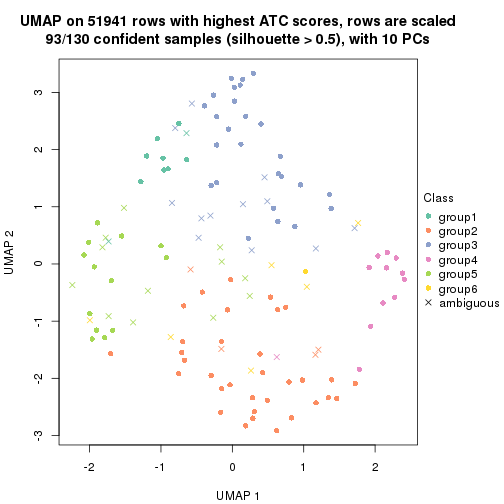 UMAP on 51941 rows with highest ATC scores, rows are scaled
93/130 confident samples (silhouette > 0.5), with 10 PCs
3
2
1
0
-1
-2
-3
UMAP 2
-2
-1
0
1
2
UMAP 1
Class
group1
group2
group3
group4
group5
group6
ambiguous